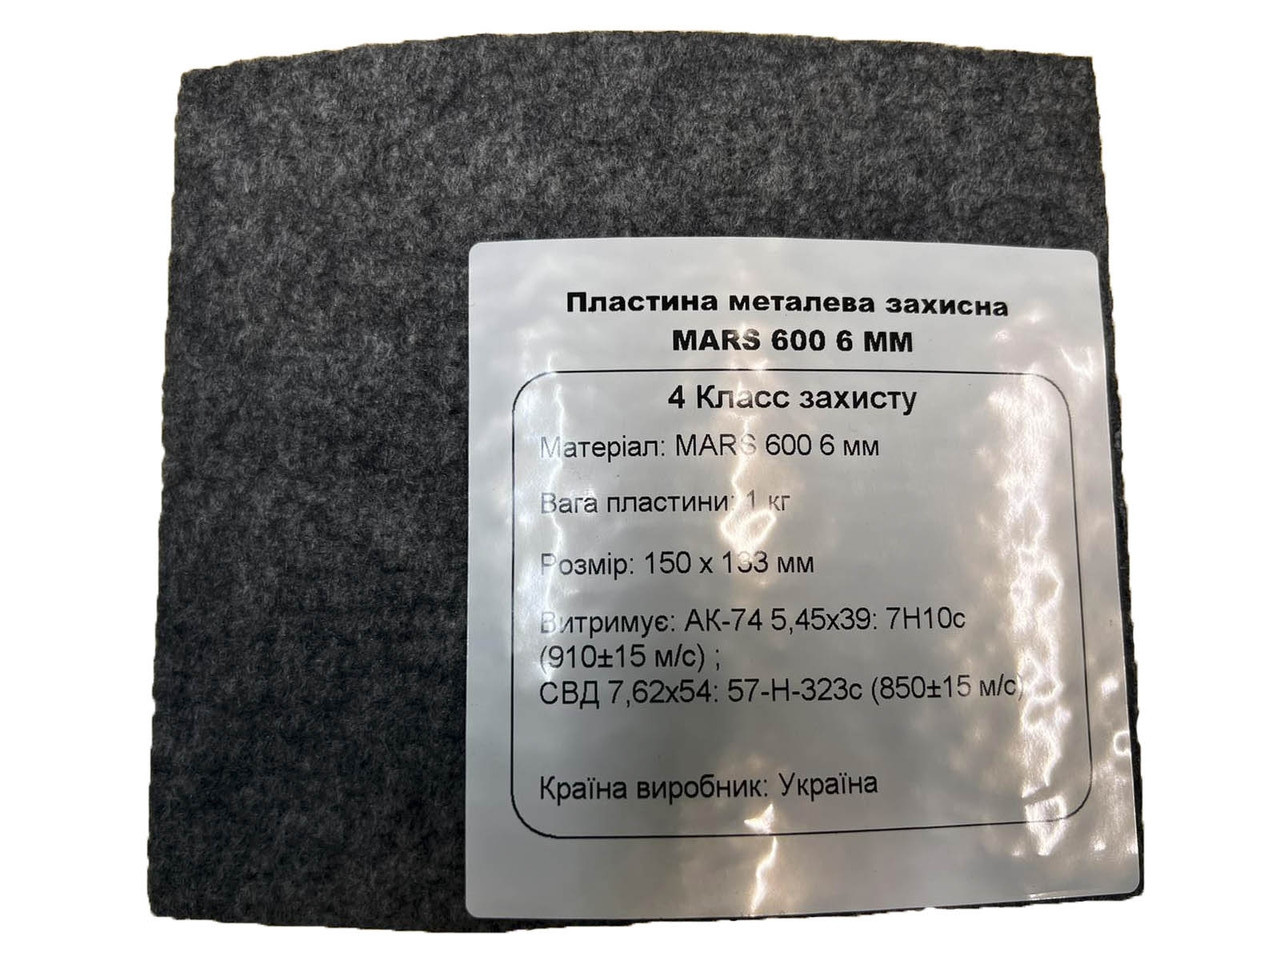 Пластина металева захисна
MARS 600 6 ММ
4 Класс захисту
Матеріал: MARS 600 6 мм
Вага пластини: 1 кг
Розмір: 150 х 133 мм
Витримує: АК-74 5,45х39: 7Н10с
(910±15 м/с) ;
СВД 7,62х54: 57-Н-323с (850±15 м/с)
Країна виробник: Україна